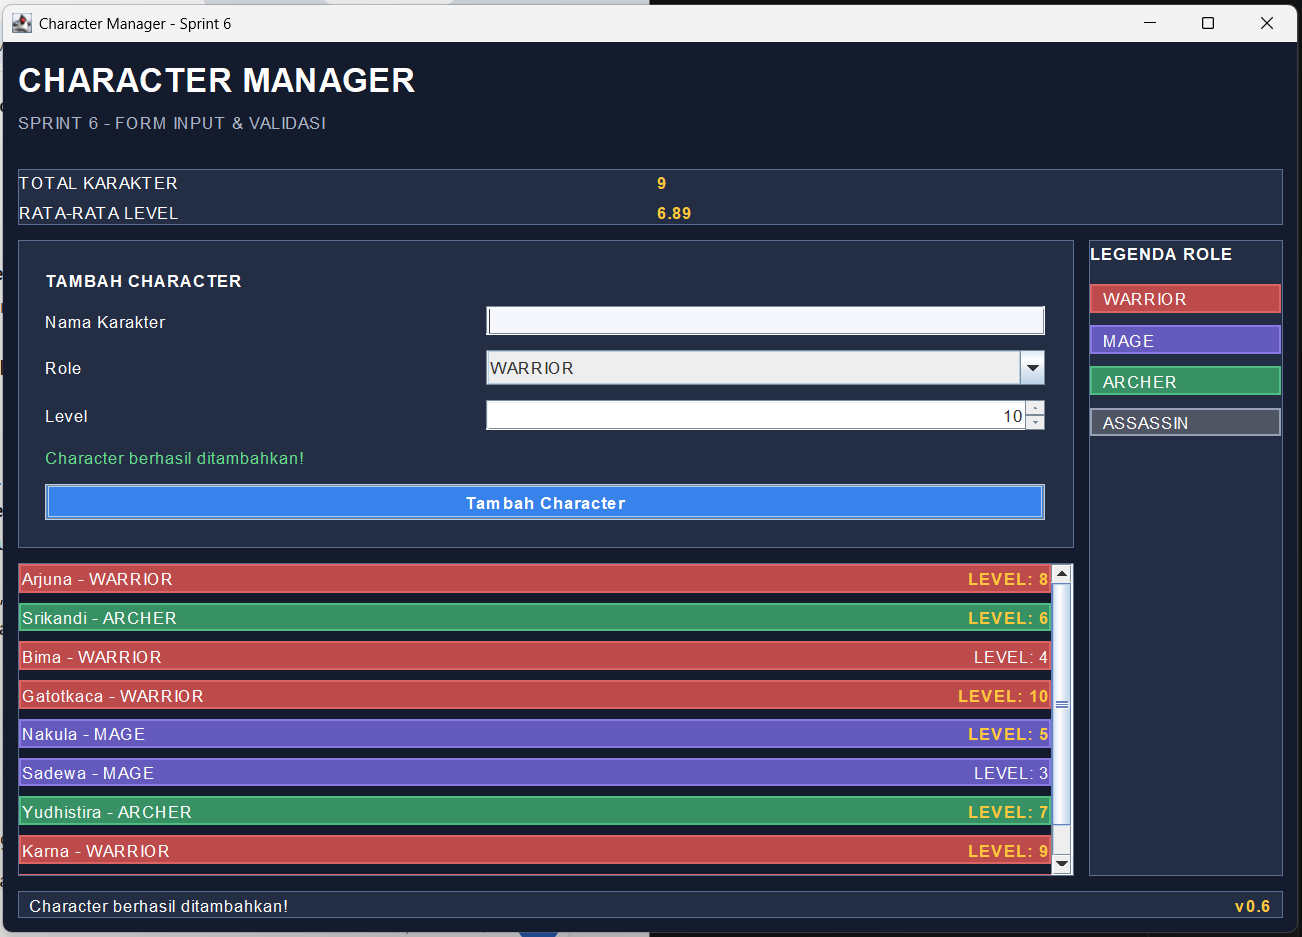 Character Manager - Sprint 6
CHARACTER MANAGER
SPRINT 6 - FORM INPUT & VALIDASI
TOTAL KARAKTER 9
RATA-RATA LEVEL 6.89
TAMBAH CHARACTER
Nama Karakter
Role WARRIOR
Level 10
Character berhasil ditambahkan!
Tambah Character
LEGENDA ROLE
WARRIOR
MAGE
ARCHER
ASSASSIN
Arjuna - WARRIOR LEVEL: 8
Srikandi - ARCHER LEVEL: 6
Bima - WARRIOR LEVEL: 4
Gatotkaca - WARRIOR LEVEL: 10
Nakula - MAGE LEVEL: 5
Sadewa - MAGE LEVEL: 3
Yudhistira - ARCHER LEVEL: 7
Karna - WARRIOR LEVEL: 9
Character berhasil ditambahkan! v0.6